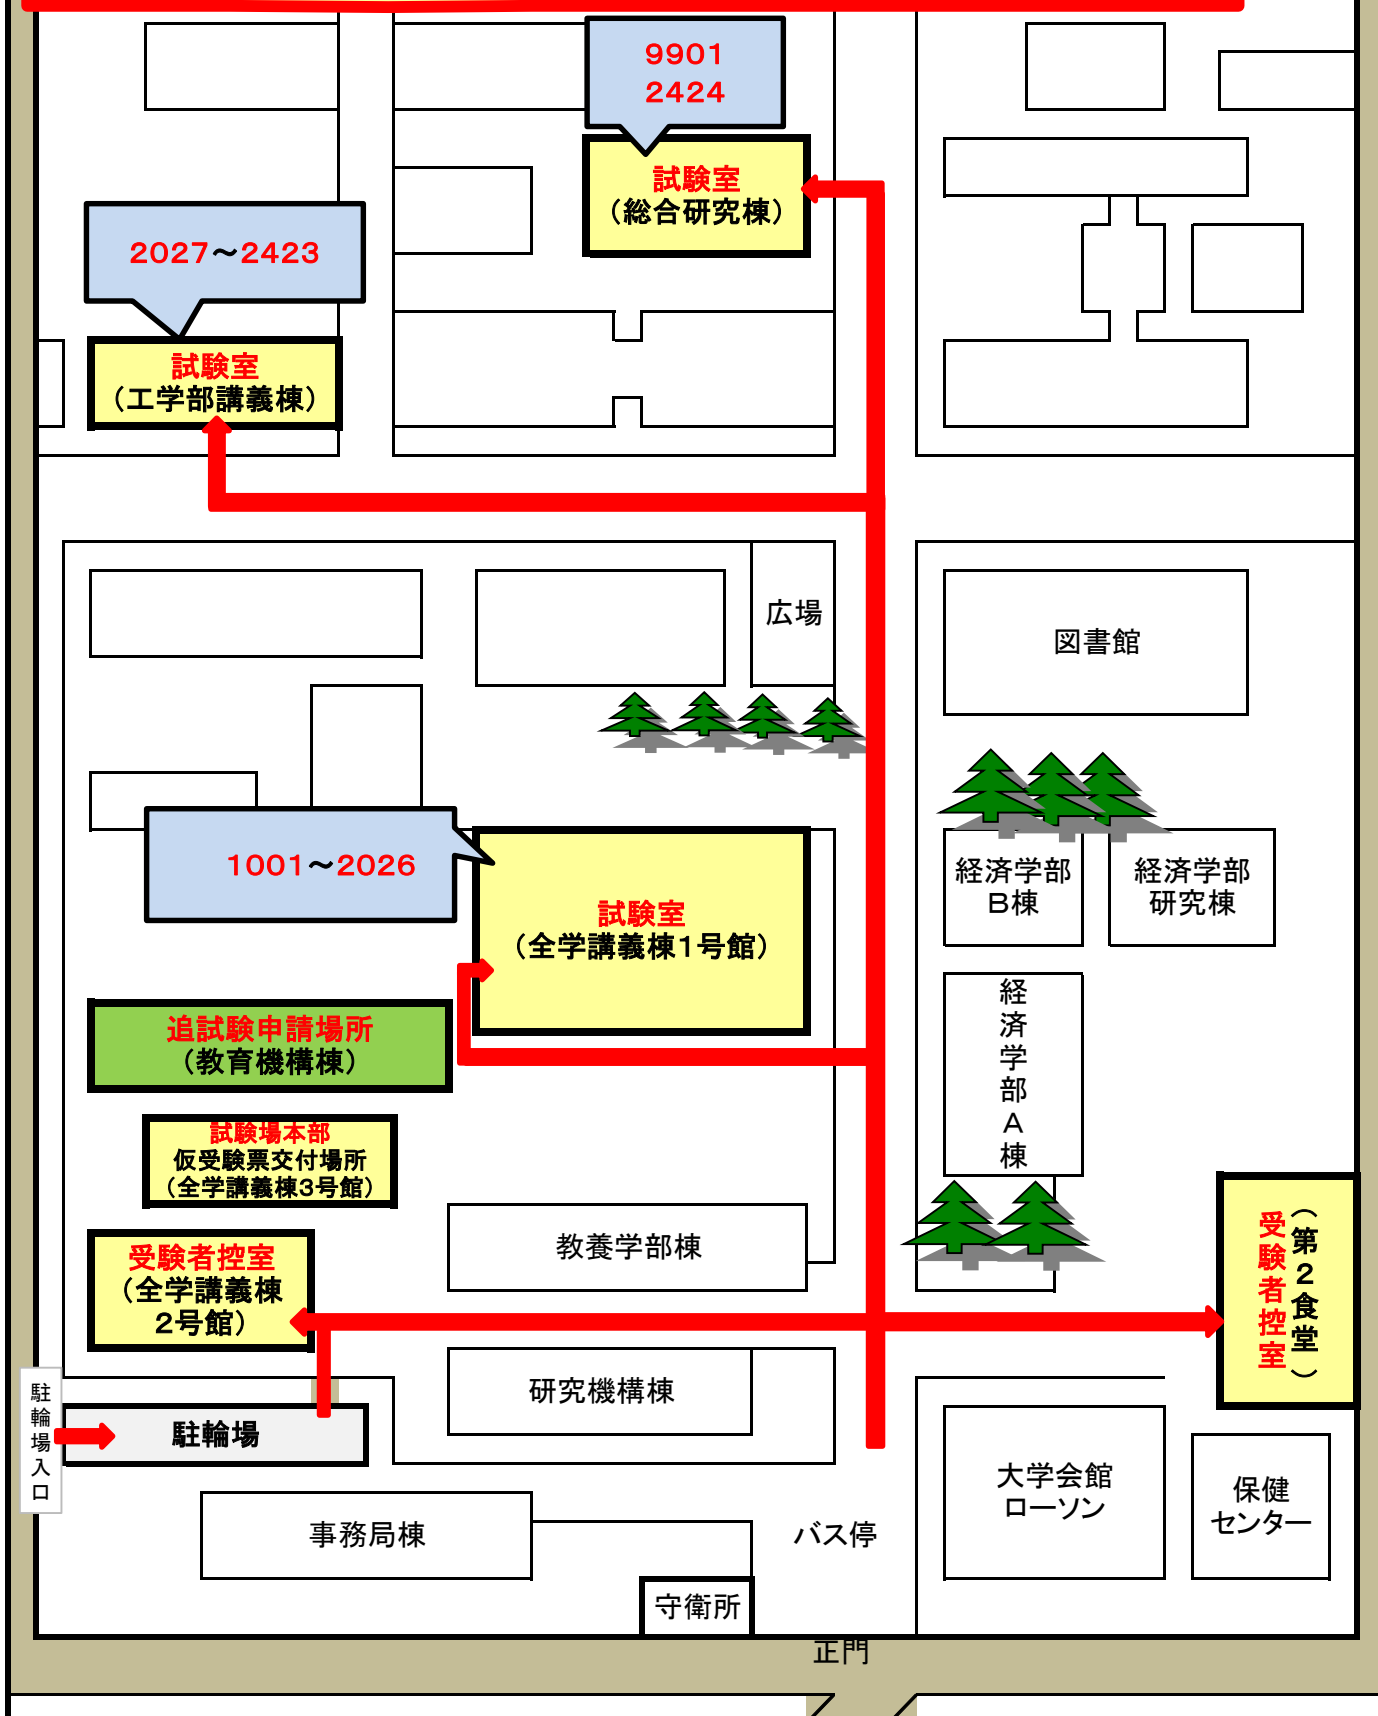 9901
2424
試験室
（総合研究棟）
2027～2423
試験室
（工学部講義棟）
広場
図書館
1001～2026
試験室
（全学講義棟1号館）
経済学部
B棟
経済学部
研究棟
経済学部A棟
追試験申請場所
（教育機構棟）
試験場本部
仮受験票交付場所
（全学講義棟3号館）
教養学部棟
受験者控室
（全学講義棟
2号館）
（第2食堂）
受験者控室
研究機構棟
駐輪場入口
駐輪場
大学会館
ローソン
保健
センター
事務局棟
バス停
守衛所
正門